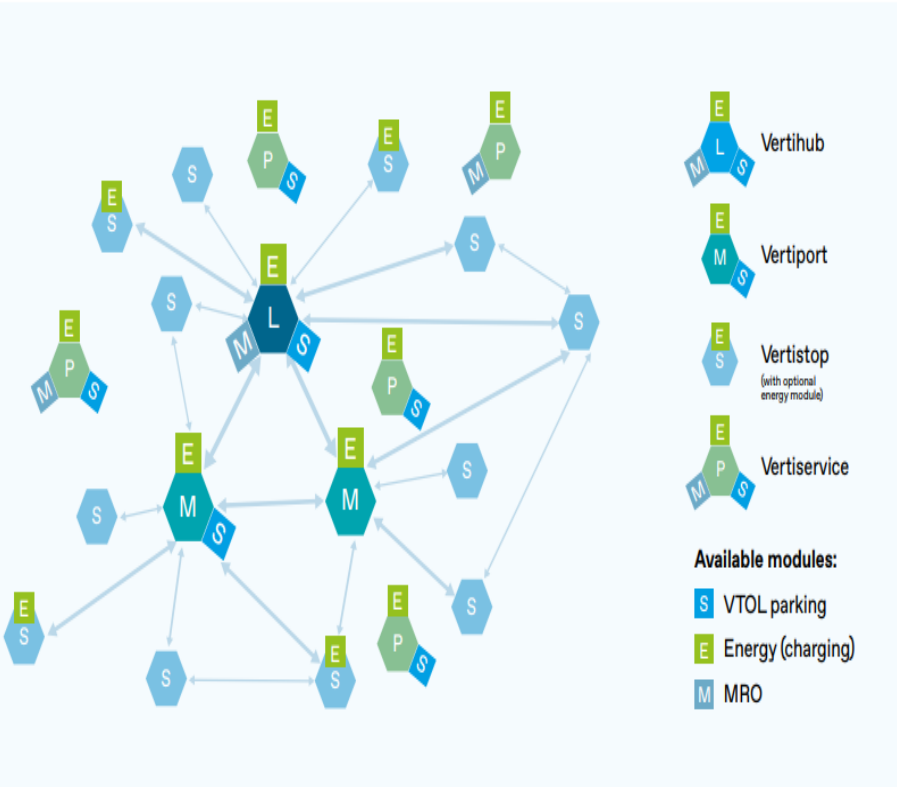 E
E
E
P
S
S
S
P
M
E
S
S
E
L
M
S
S
S
E
P
M
S
E
P
S
E
M
S
E
M
S
S
E
S
S
E
P
S
S
E
S
E
L
M
S
Vertihub
E
M
S
Vertiport
E
S
Vertistop
(with optional
energy module)
E
P
M
S
Vertiservice
Available modules:
S VTOL parking
E Energy (charging)
M MRO